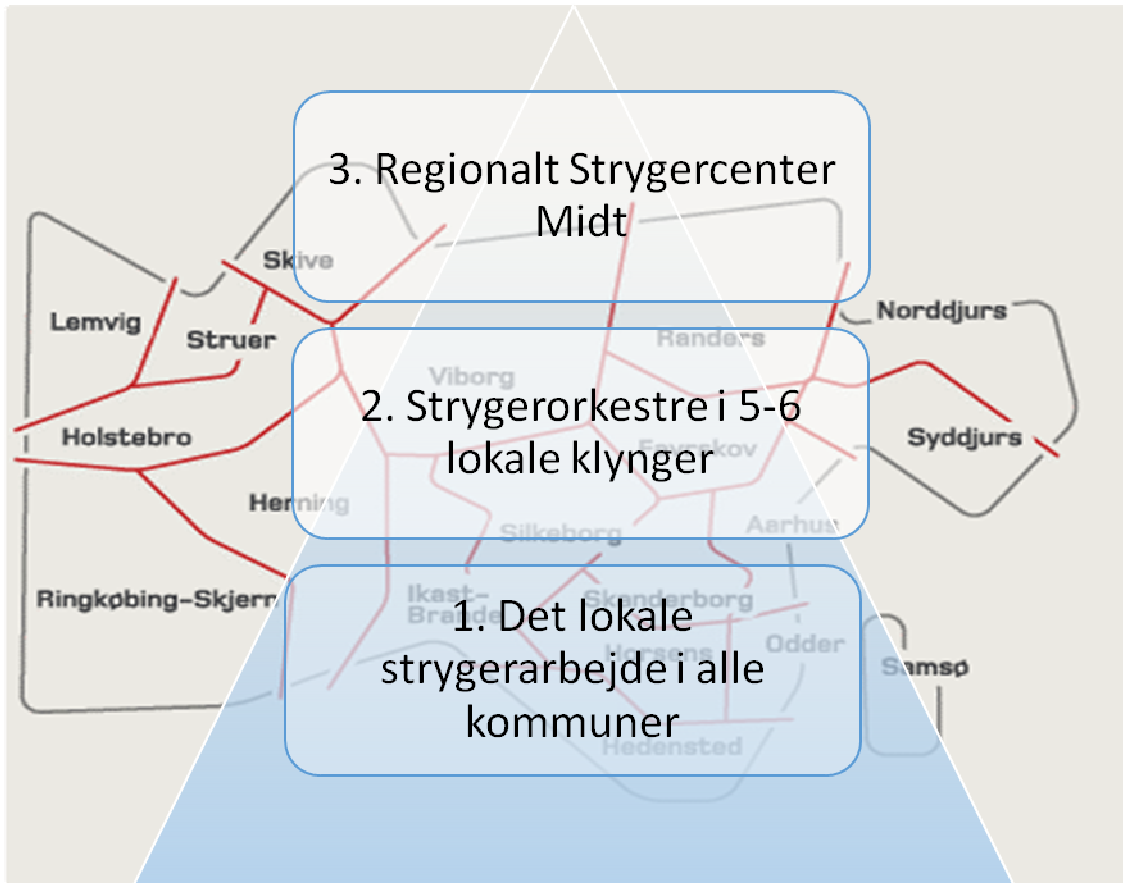 3. Regionalt Strygercenter
Midt
Skive
Lemvig
Struer
Norddjurs
Randers
Viborg
2. Strygerorkestre i 5-6
lokale klynger
Holstebro
Favrskov
Syddjurs
Herning
Silkeborg
Aarhus
Ringkøbing-Skjern
Ikast-
Brande
Skanderborg
1. Det lokale
strygerarbejde i alle
kommuner
Horsens
Odder
Samsø
Hedensted